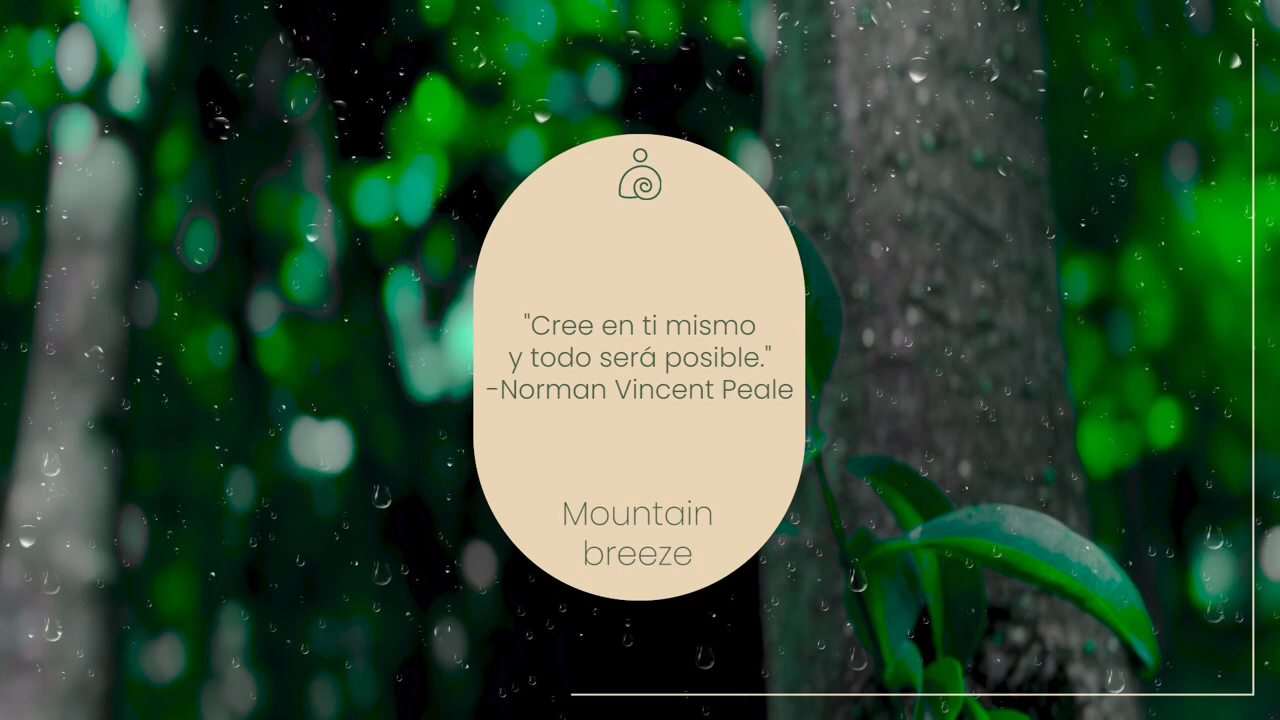 "Cree en ti mismo
y todo será posible."
-Norman Vincent Peale
Mountain
breeze